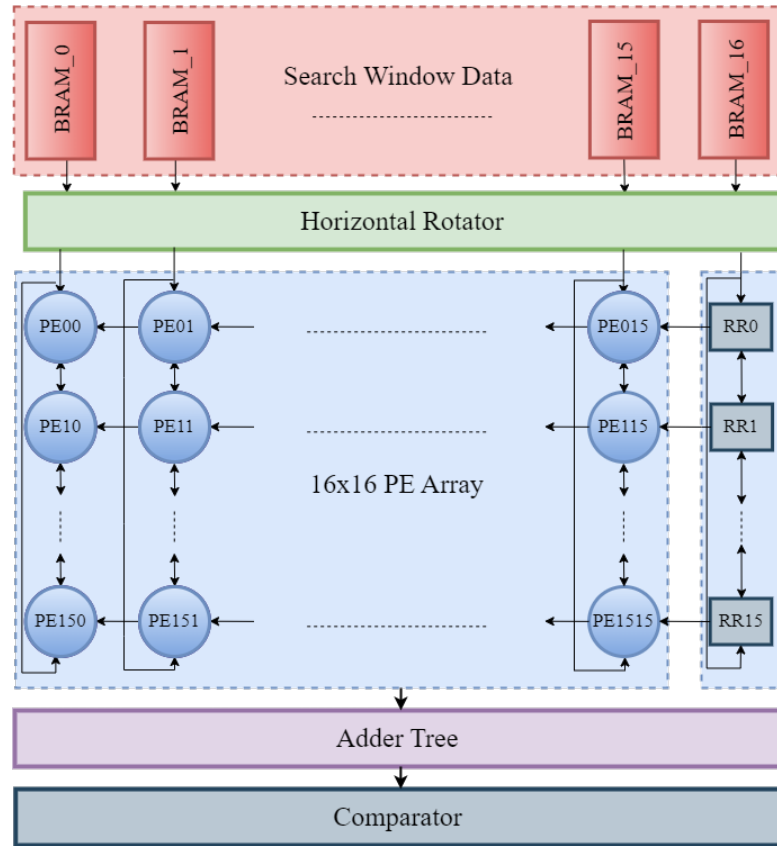 BRAM_0
BRAM_1
Search Window Data
BRAM_15
BRAM_16
Horizontal Rotator
PE00
PE01
PE015
RR0
PE10
PE11
PE115
RR1
16x16 PE Array
PE150
PE151
PE1515
RR15
Adder Tree
Comparator